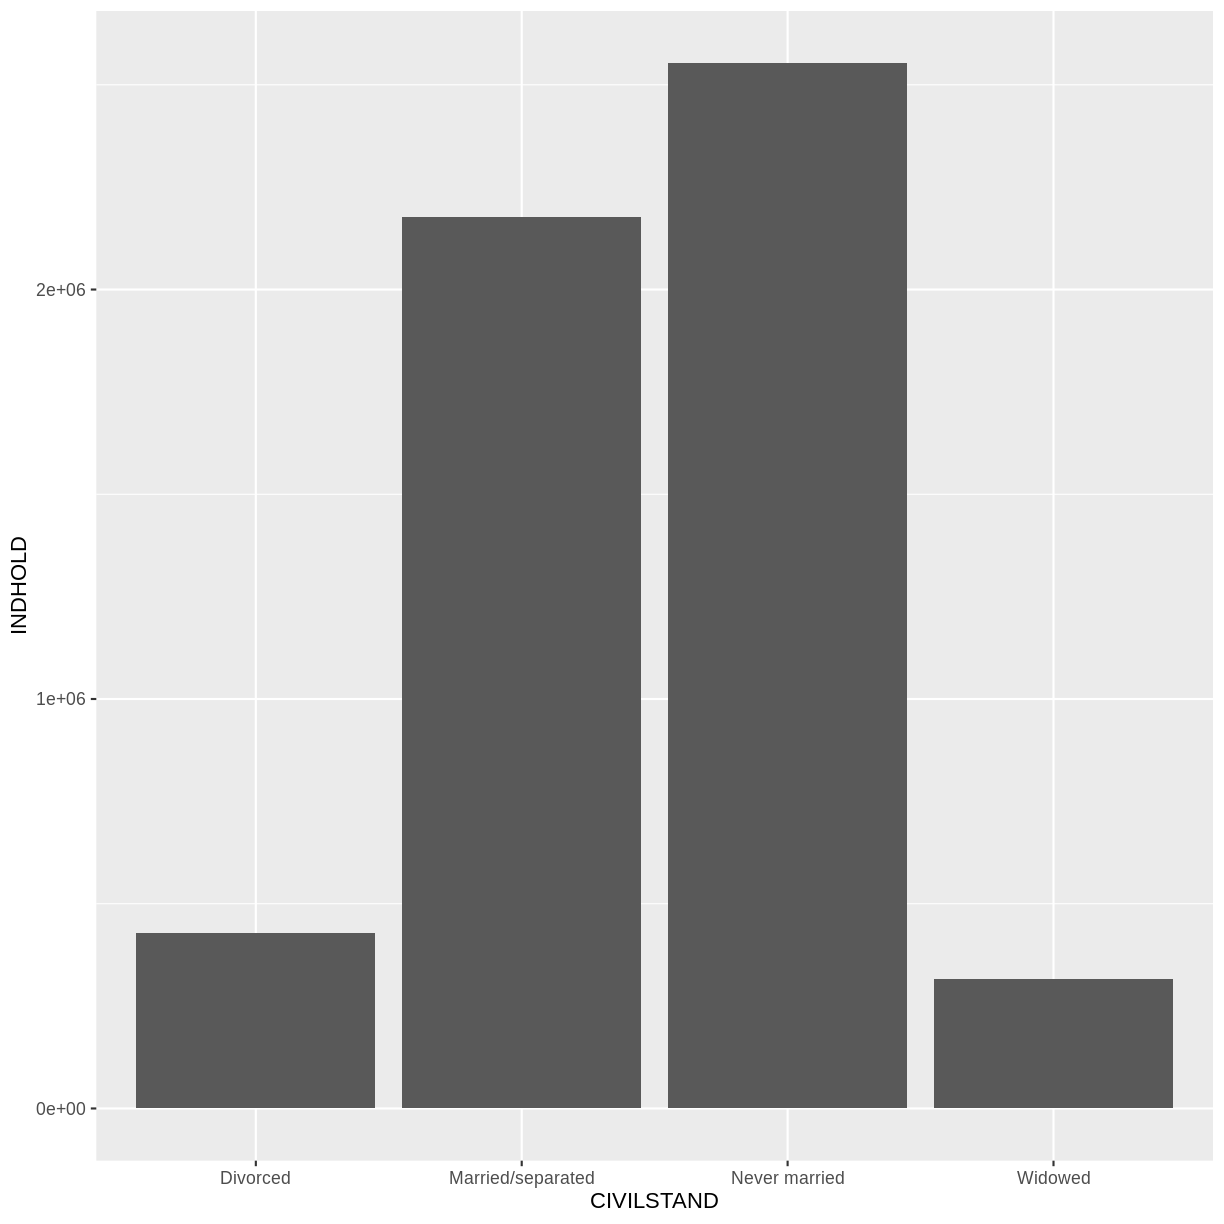 INDHOLD
2e+06
1e+06
0e+00
Divorced Married/separated Never married Widowed
CIVILSTAND